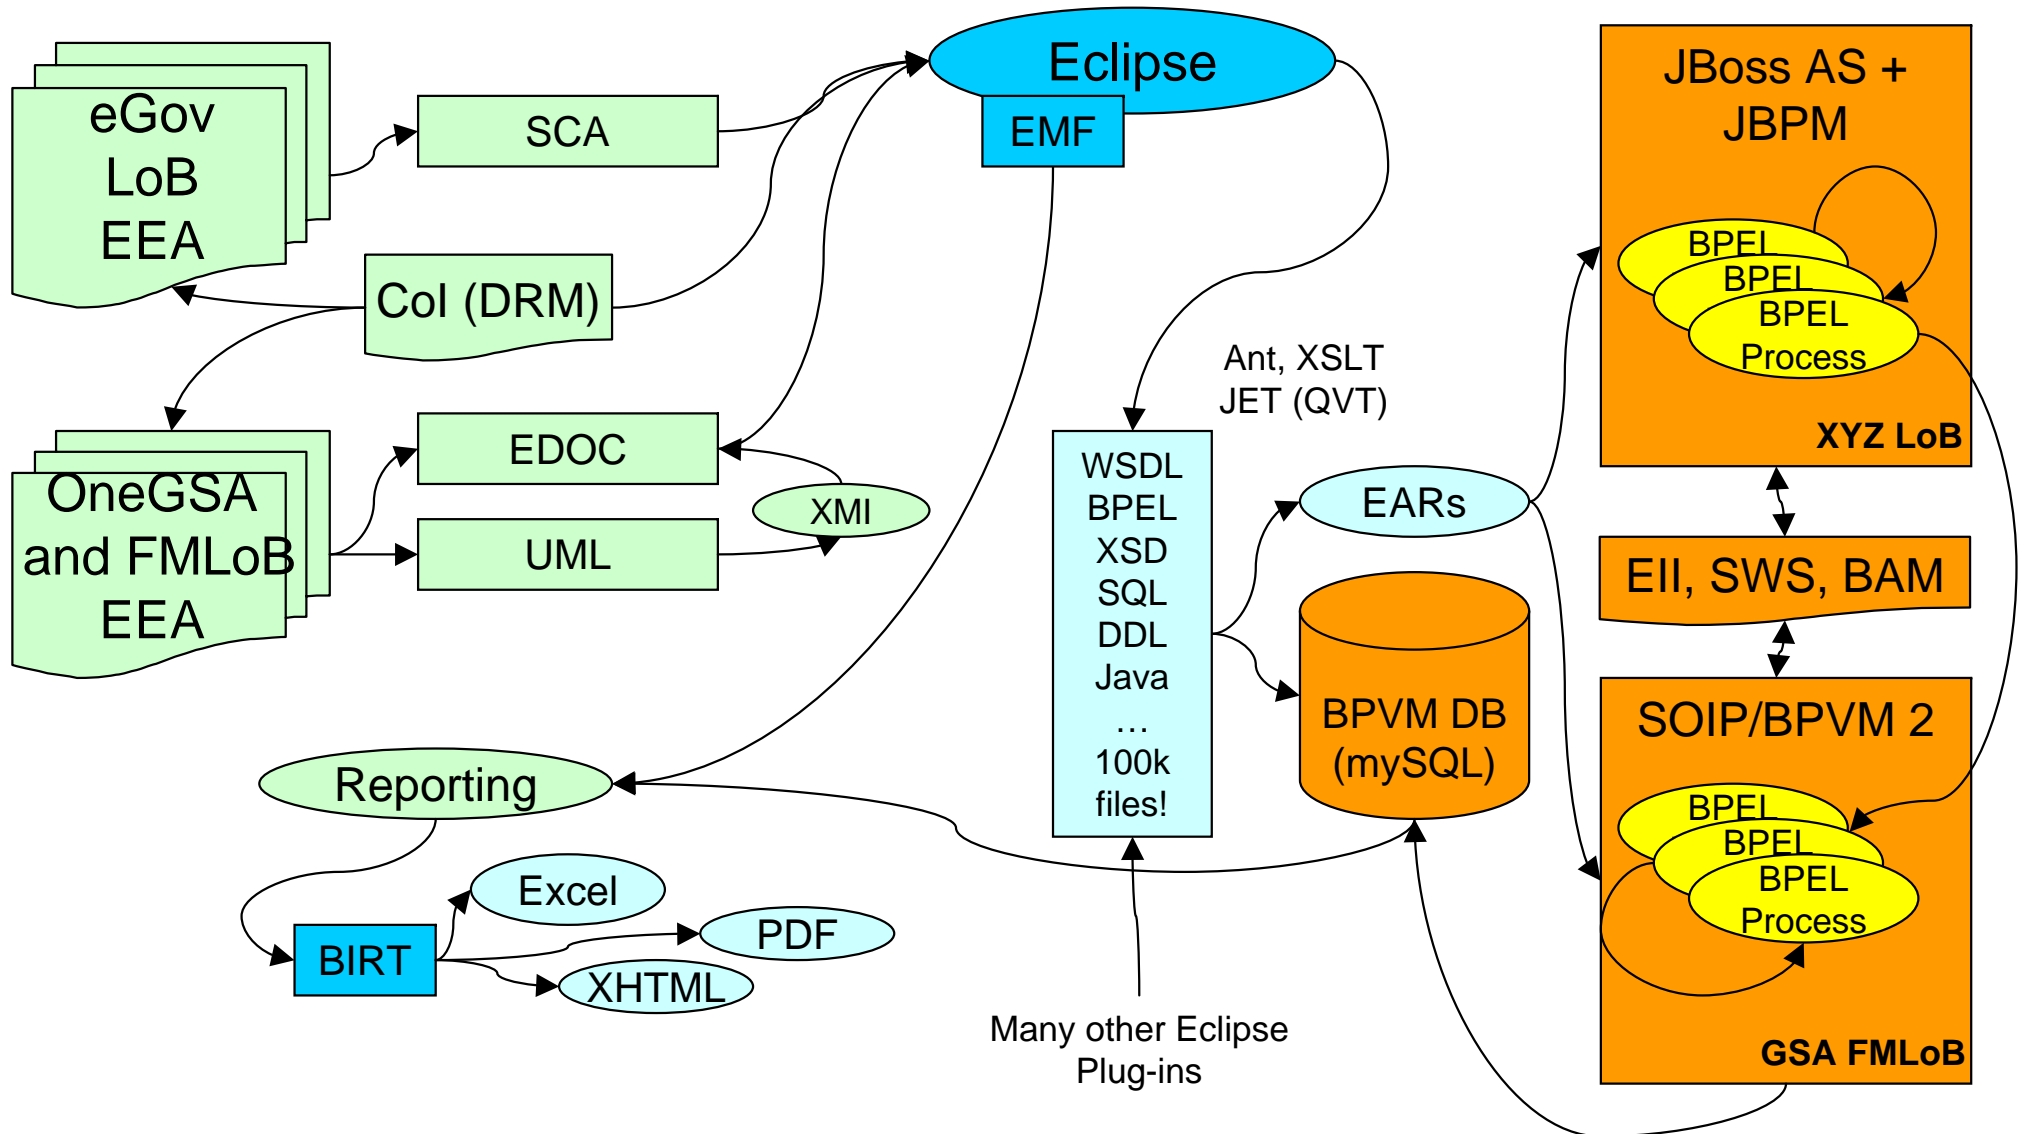 eGov
LoB
EEA
SCA
CoI (DRM)
OneGSA
and FMLoB
EEA
EDOC
UML
XMI
Eclipse
EMF
Ant, XSLT
JET (QVT)
WSDL
BPEL
XSD
SQL
DDL
Java
…
100k
files!
Many other Eclipse
Plug-ins
Reporting
BIRT
Excel
PDF
XHTML
EARs
BPVM DB
(mySQL)
JBoss AS +
JBPM
BPEL
BPEL
BPEL
Process
XYZ LoB
EII, SWS, BAM
SOIP/BPVM 2
BPEL
BPEL
BPEL
Process
GSA FMLoB